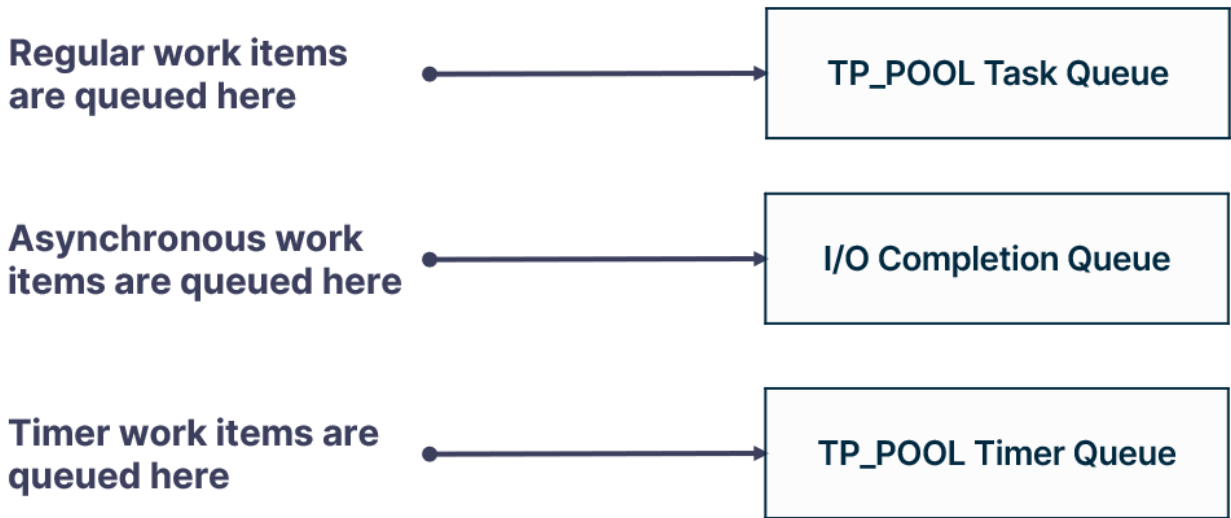 Regular work items
are queued here
TP_POOL Task Queue
Asynchronous work
items are queued here
I/O Completion Queue
Timer work items are
queued here
TP_POOL Timer Queue